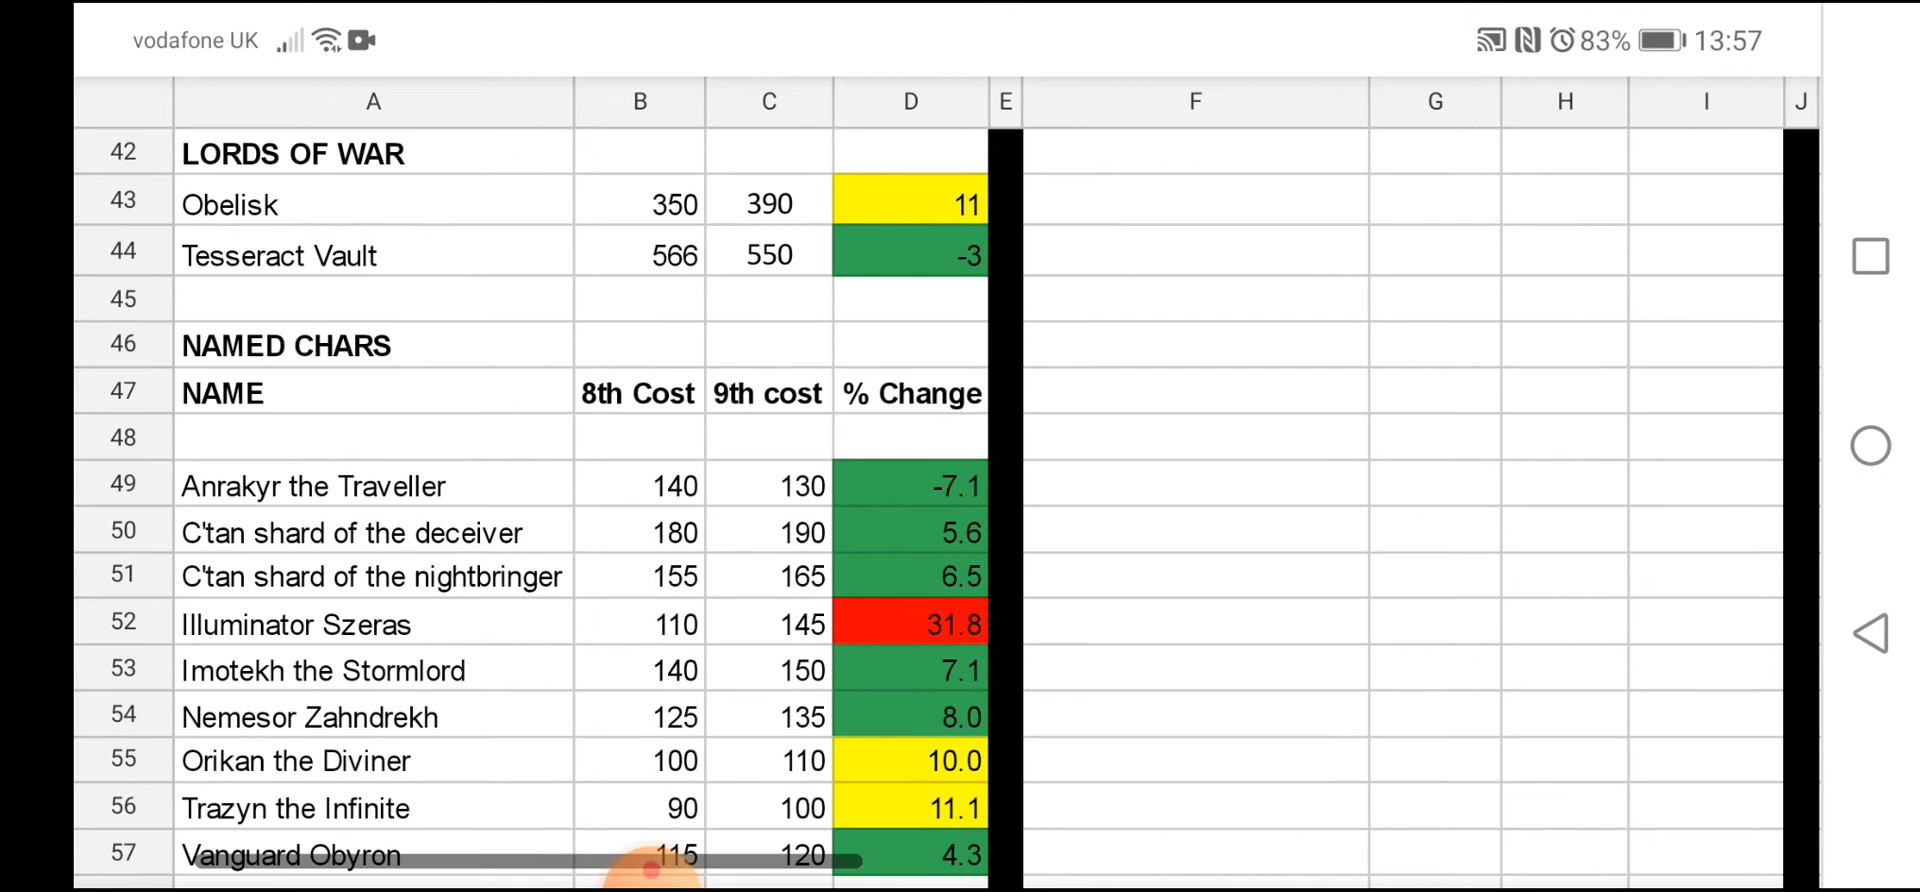 vodafone UK 83% 13:57
A B C D E F G H I J
42 LORDS OF WAR
43 Obelisk 350 390 11
44 Tesseract Vault 566 550 -3
45
46 NAMED CHARS
47 NAME 8th Cost 9th cost % Change
48
49 Anrakyr the Traveller 140 130 -7.1
50 C'tan shard of the deceiver 180 190 5.6
51 C'tan shard of the nightbringer 155 165 6.5
52 Illuminator Szeras 110 145 31.8
53 Imotekh the Stormlord 140 150 7.1
54 Nemesor Zahndrekh 125 135 8.0
55 Orikan the Diviner 100 110 10.0
56 Trazyn the Infinite 90 100 11.1
57 Vanguard Obyron 115 120 4.3